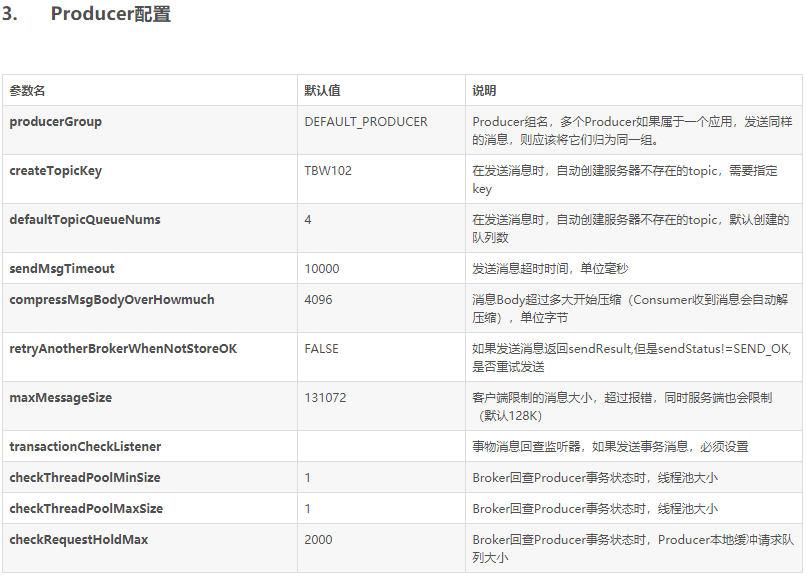 3. Producer配置
参数名 默认值 说明
producerGroup DEFAULT_PRODUCER Producer组名，多个Producer如果属于一个应用，发送同样
的消息，则应该将它们归为同一组。
createTopicKey TBW102 在发送消息时，自动创建服务器不存在的topic，需要指定
key
defaultTopicQueueNums 4 在发送消息时，自动创建服务器不存在的topic，默认创建的
队列数
sendMsgTimeout 10000 发送消息超时时间，单位毫秒
compressMsgBodyOverHowmuch 4096 消息Body超过多大开始压缩（Consumer收到消息会自动解
压缩），单位字节
retryAnotherBrokerWhenNotStoreOK FALSE 如果发送消息返回sendResult,但是sendStatus!=SEND_OK,
是否重试发送
maxMessageSize 131072 客户端限制的消息大小，超过报错，同时服务端也会限制
（默认128K）
transactionCheckListener 事物消息回查监听器，如果发送事务消息，必须设置
checkThreadPoolMinSize 1 Broker回查Producer事务状态时，线程池大小
checkThreadPoolMaxSize 1 Broker回查Producer事务状态时，线程池大小
checkRequestHoldMax 2000 Broker回查Producer事务状态时，Producer本地缓冲请求队
列大小